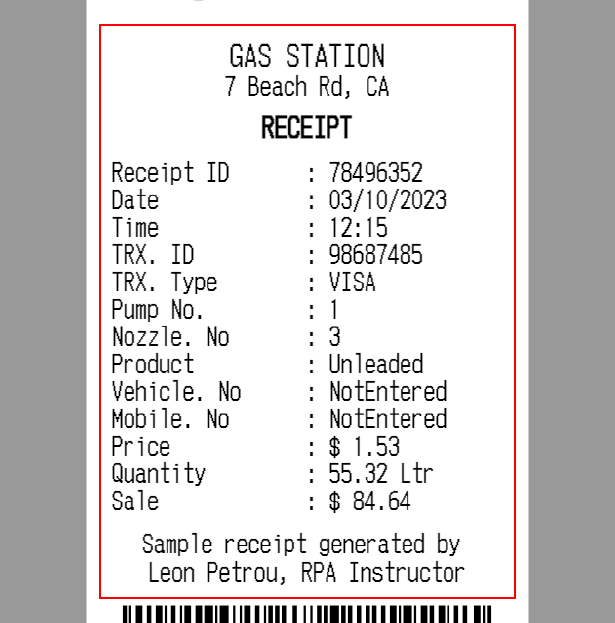 GAS STATION
7 Beach Rd, CA
RECEIPT
Receipt ID : 78496352
Date : 03/10/2023
Time : 12:15
TRX. ID : 98687485
TRX. Type : VISA
Pump No. : 1
Nozzle. No : 3
Product : Unleaded
Vehicle. No : NotEntered
Mobile. No : NotEntered
Price : $ 1.53
Quantity : 55.32 Ltr
Sale : $ 84.64
Sample receipt generated by
Leon Petrou, RPA Instructor